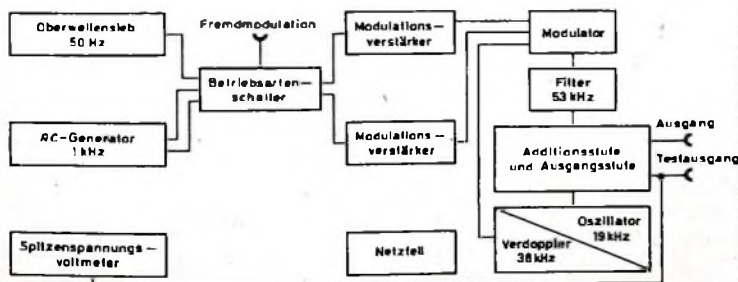 Oberwellensieb
50 Hz
Fremdmodulation
Modulations-
verstärker
Modulator
Betriebsarten-
schalter
Filter
53 kHz
RC-Generator
1 kHz
Modulations-
verstärker
Additionsstufe
und Ausgangsstufe
Ausgang
Testausgang
Spitzenspannungs-
voltmeter
Netzteil
Oszillator
19 kHz
Verdoppler
38 kHz